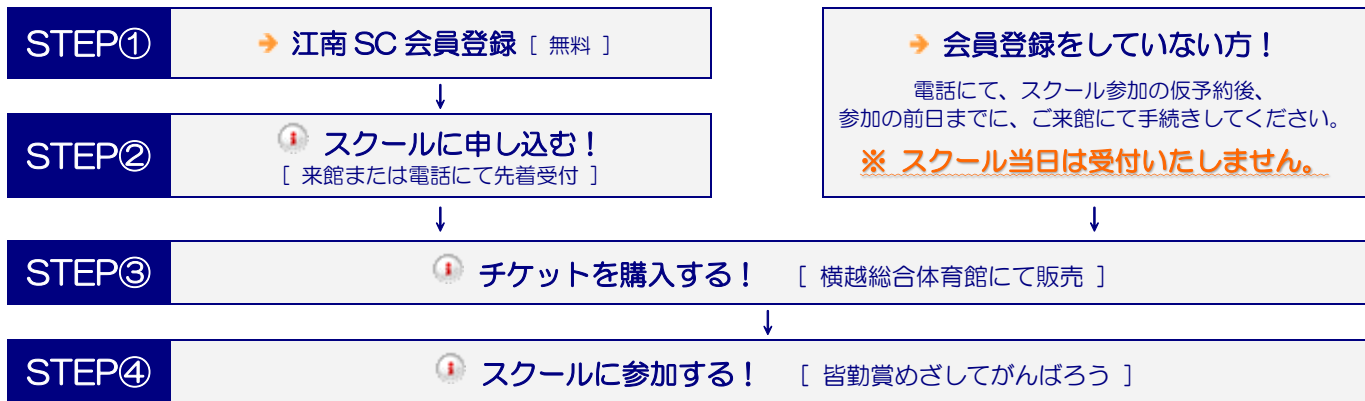 STEP①
江南 SC 会員登録 [ 無料 ]
↓
STEP②
スクールに申し込む！
[ 来館または電話にて先着受付 ]
↓
会員登録をしていない方！
電話にて、スクール参加の仮予約後、
参加の前日までに、ご来館にて手続きしてください。
※ スクール当日は受付いたしません。
↓
STEP③
チケットを購入する！ [ 横越総合体育館にて販売 ]
↓
STEP④
スクールに参加する！ [ 皆勤賞めざしてがんばろう ]